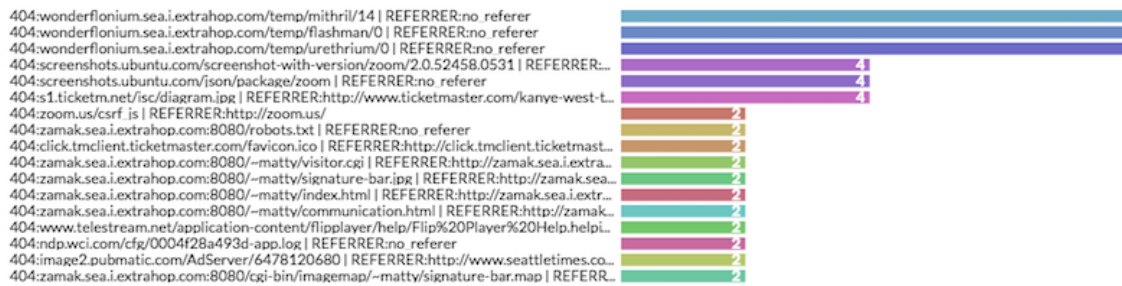 404:wonderflonium.sea.i.extrahop.com/temp/mithril/14 | REFERRER:no_referer
404:wonderflonium.sea.i.extrahop.com/temp/flashman/0 | REFERRER:no_referer
404:wonderflonium.sea.i.extrahop.com/temp/urethrium/0 | REFERRER:no_referer
404:screenshots.ubuntu.com/screenshot-with-version/zoom/2.0.52458.0531 | REFERRER:... 4
404:screenshots.ubuntu.com/json/package/zoom | REFERRER:no_referer 4
404:s1.ticketm.net/isc/diagram.jpg | REFERRER:http://www.ticketmaster.com/kanye-west-t... 4
404:zoom.us/csrf_js | REFERRER:http://zoom.us/ 2
404:zamak.sea.i.extrahop.com:8080/robots.txt | REFERRER:no_referer 2
404:click.tmclient.ticketmaster.com/favicon.ico | REFERRER:http://click.tmclient.ticketmast... 2
404:zamak.sea.i.extrahop.com:8080/~matty/visitor.cgi | REFERRER:http://zamak.sea.i.extra... 2
404:zamak.sea.i.extrahop.com:8080/~matty/signature-bar.jpg | REFERRER:http://zamak.sea... 2
404:zamak.sea.i.extrahop.com:8080/~matty/index.html | REFERRER:http://zamak.sea.i.extr... 2
404:zamak.sea.i.extrahop.com:8080/~matty/communication.html | REFERRER:http://zamak... 2
404:www.telestream.net/application-content/flipplayer/help/Flip%20Player%20Help.helpi... 2
404:ndp.wci.com/cfg/0004f28a493d-app.log | REFERRER:no_referer 2
404:image2.pubmatic.com/AdServer/6478120680 | REFERRER:http://www.seattletimes.co... 2
404:zamak.sea.i.extrahop.com:8080/cgi-bin/imagemap/~matty/signature-bar.map | REFERR... 2